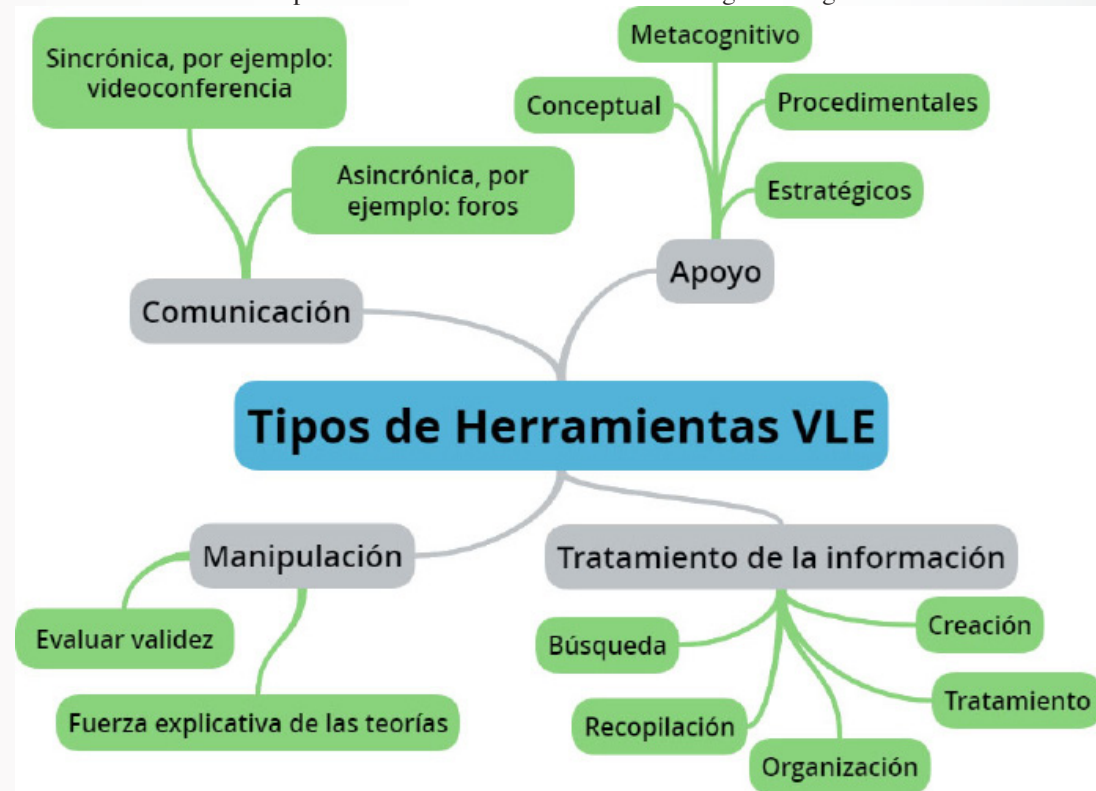 Sincrónica, por ejemplo:
videoconferencia
Asincrónica, por
ejemplo: foros
Comunicación
Metacognitivo
Conceptual
Procedimentales
Estratégicos
Apoyo
Tipos de Herramientas VLE
Manipulación
Evaluar validez
Fuerza explicativa de las teorías
Tratamiento de la información
Búsqueda
Creación
Recopilación
Tratamiento
Organización